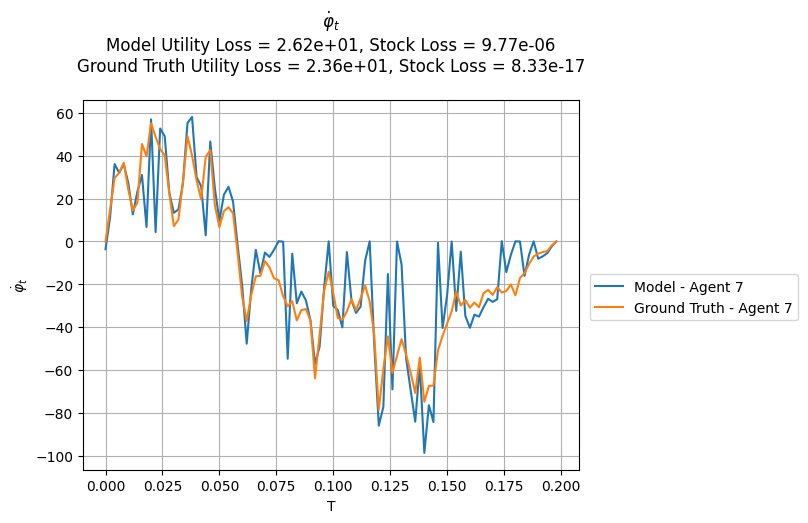 φ̇_t
Model Utility Loss = 2.62e+01, Stock Loss = 9.77e-06
Ground Truth Utility Loss = 2.36e+01, Stock Loss = 8.33e-17
60
40
20
0
−20
−40
−60
−80
−100
φ̇_t
0.000
0.025
0.050
0.075
0.100
0.125
0.150
0.175
0.200
T
Model - Agent 7
Ground Truth - Agent 7